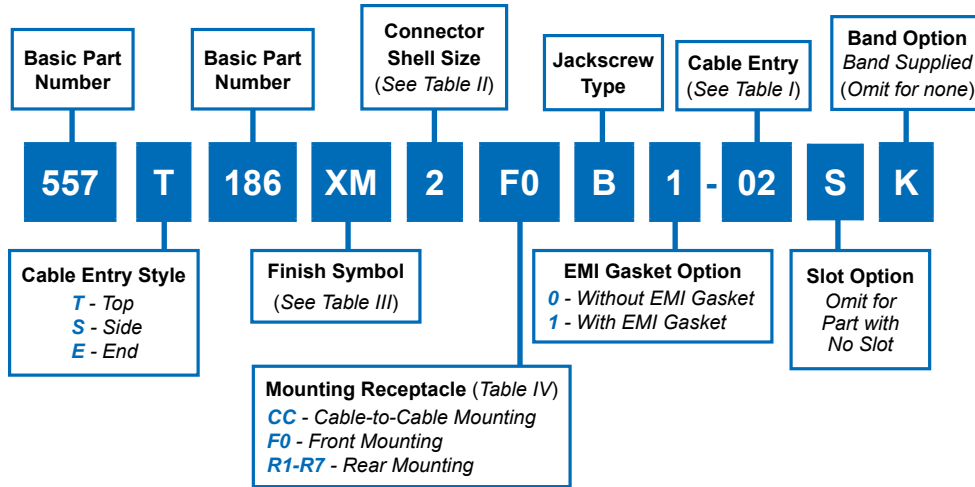 Basic Part
Number
Basic Part
Number
Connector
Shell Size
(See Table II)
Jackscrew
Type
Cable Entry
(See Table I)
Band Option
Band Supplied
(Omit for none)
557 T 186 XM 2 F0 B 1 - 02 S K
Cable Entry Style
T - Top
S - Side
E - End
Finish Symbol
(See Table III)
Mounting Receptacle (Table IV)
CC - Cable-to-Cable Mounting
F0 - Front Mounting
R1-R7 - Rear Mounting
EMI Gasket Option
0 - Without EMI Gasket
1 - With EMI Gasket
Slot Option
Omit for
Part with
No Slot